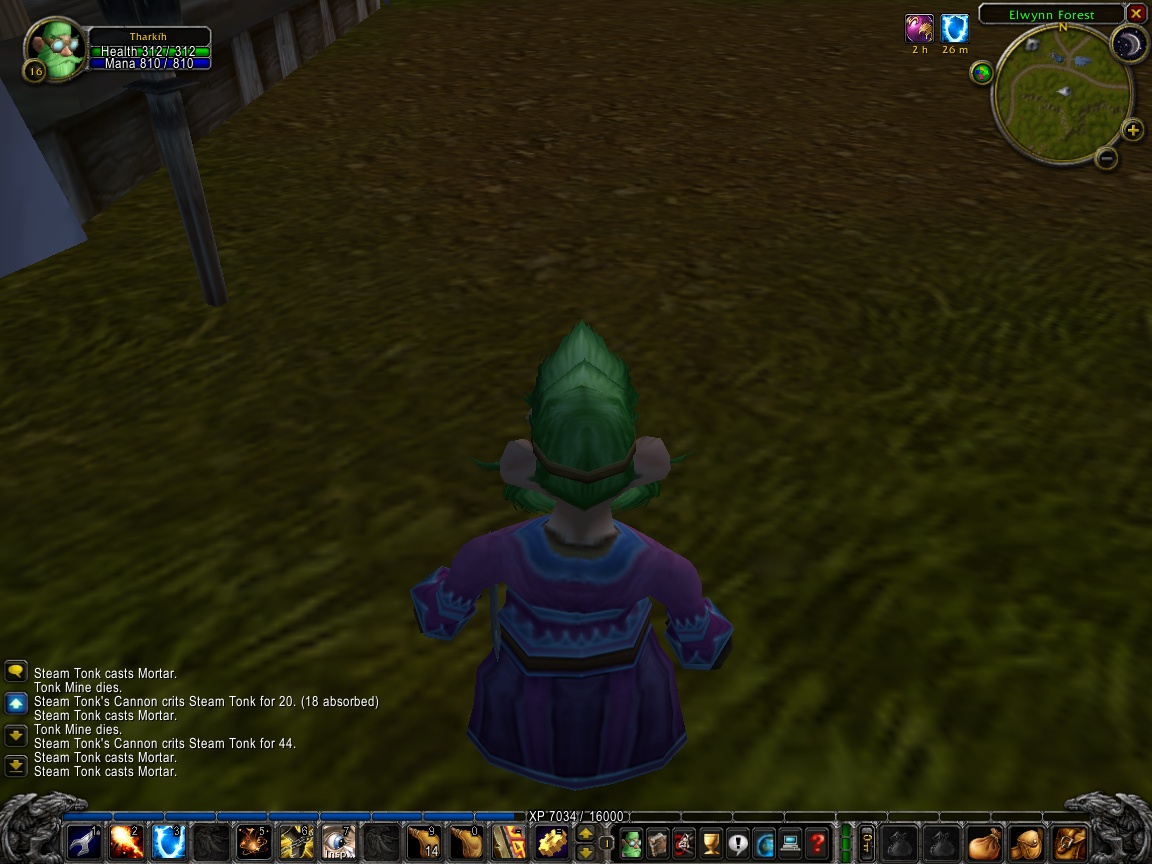 Tharkíh
Health 312 / 312
Mana 810 / 810
16
2 h
26 m
Elwynn Forest
N
Steam Tonk casts Mortar.
Tonk Mine dies.
Steam Tonk's Cannon crits Steam Tonk for 20. (18 absorbed)
Steam Tonk casts Mortar.
Tonk Mine dies.
Steam Tonk's Cannon crits Steam Tonk for 44.
Steam Tonk casts Mortar.
Steam Tonk casts Mortar.
XP 7034 / 16000
1 2 3 5 6 7 9 0 - =
Inspi 14 1 ?